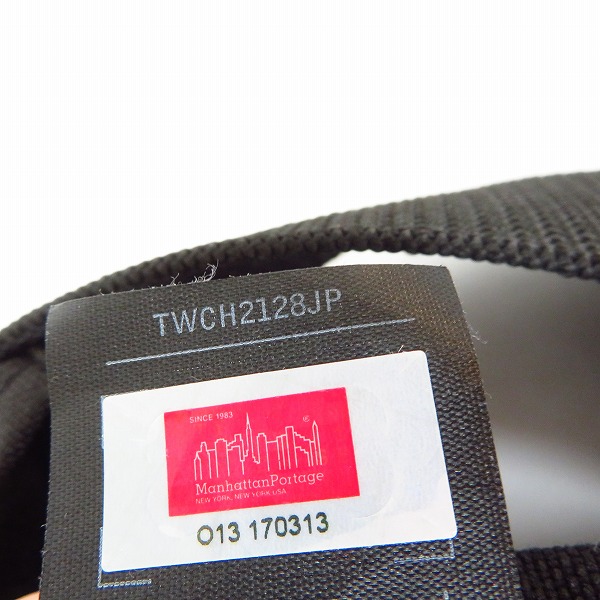 TWCH2128JP
SINCE 1983
®
ManhattanPortage
NEW YORK, NEW YORK USA
O13 170313